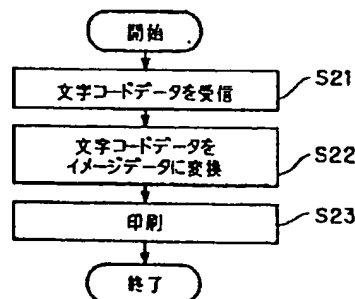 開始
文字コードデータを受信
S21
文字コードデータを
イメージデータに変換
S22
印刷
S23
終了